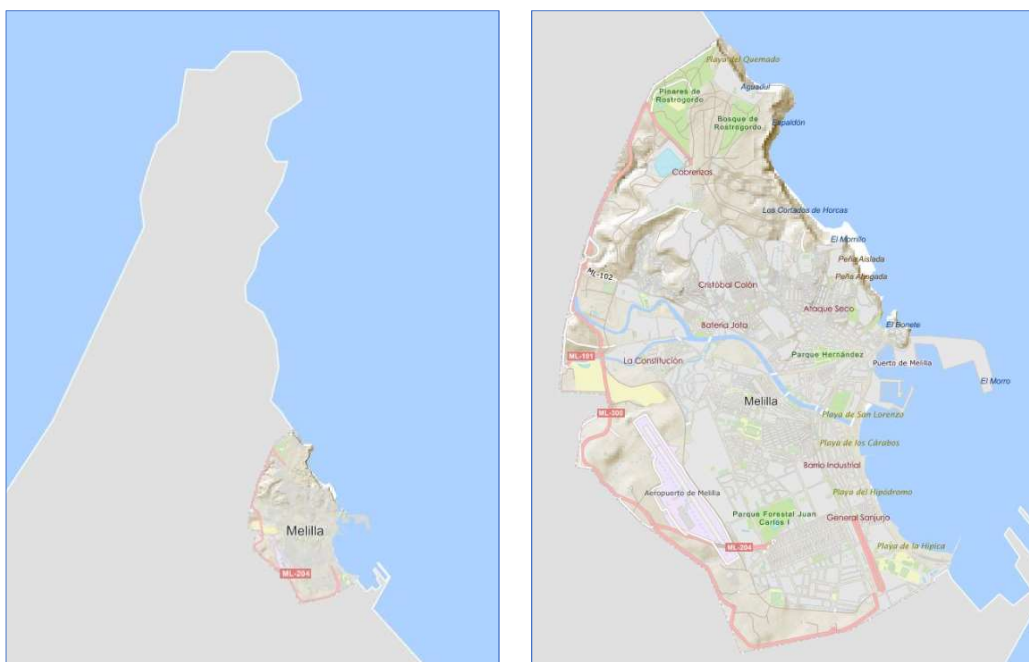 Melilla
ML-204
Playa del Quemado
Aguadú
Pinares de
Rostrogordo
Bosque de
Rostrogordo
Espaldón
Cabrerizas
Los Cortados de Horcas
El Morrillo
Peña Aislada
ML-102
Peña Ahogada
Cristóbal Colón
Ataque Seco
El Bonete
Batería Jota
Parque Hernández
ML-101
La Constitución
Puerto de Melilla
El Morro
Melilla
ML-300
Playa de San Lorenzo
Playa de los Cárabos
Barrio Industrial
Aeropuerto de Melilla
Playa del Hipódromo
Parque Forestal Juan
Carlos I
General Sanjurjo
ML-204
Playa de la Hípica